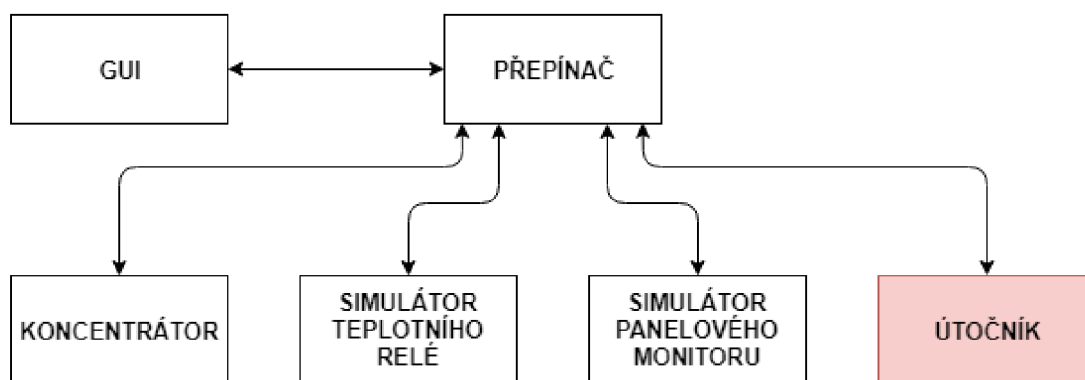 GUI
PŘEPÍNAČ
KONCENTRÁTOR
SIMULÁTOR
TEPLOTNÍHO
RELÉ
SIMULÁTOR
PANELOVÉHO
MONITORU
ÚTOČNÍK